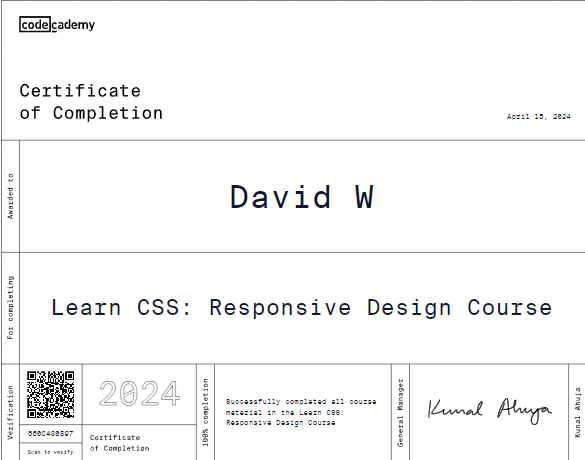 codecademy
Certificate
of Completion
April 15, 2024
Awarded to
David W
For completing
Learn CSS: Responsive Design Course
Verification
Scan to verify
2024
Certificate
of Completion
100% completion
Successfully completed all course
material in the Learn CSS:
Responsive Design Course
General Manager
Kunal Ahuja
Kunal Ahuja